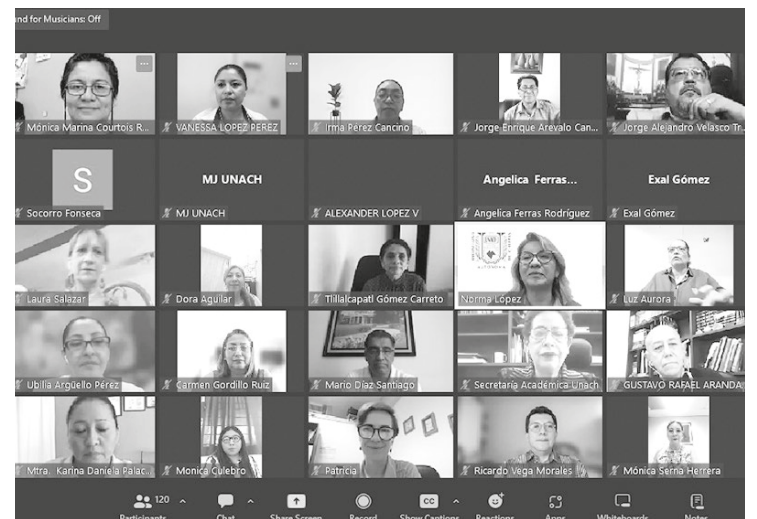 und for Musicians: Off
Mónica Marina Courtois R...
VANESSA LOPEZ PEREZ
Irma Pérez Cancino
Jorge Enrique Arevalo Can...
Jorge Alejandro Velasco Tr...
S
MJ UNACH
Angelica Ferras...
Exal Gómez
Socorro Fonseca
MJ UNACH
ALEXANDER LOPEZ V
Angelica Ferras Rodríguez
Exal Gómez
Laura Salazar
Dora Aguilar
Tlillalcapatl Gómez Carreto
Norma López
Luz Aurora
Ubilia Argüello Pérez
Carmen Gordillo Ruiz
Mario Díaz Santiago
Secretaría Académica Unach
GUSTAVO RAFAEL ARANDA
Mtra. Karina Daniela Palac...
Monica Culebro
Patricia
Ricardo Vega Morales
Mónica Serna Herrera
120
CC
Participants
Chat
Share Screen
Record
Show Captions
Reactions
Apps
Whiteboards
Notes